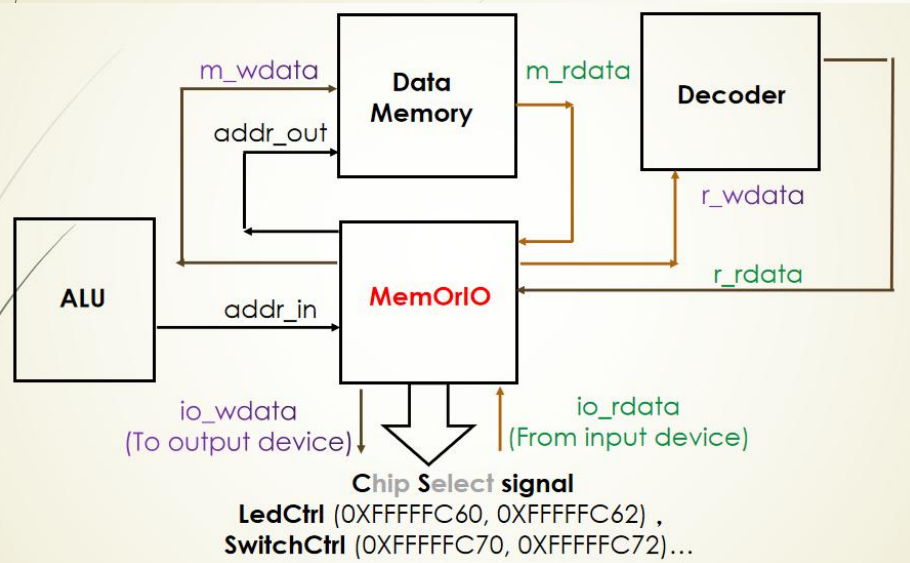 m_wdata
Data
Memory
m_rdata
Decoder
addr_out
r_wdata
ALU
addr_in
MemOrIO
r_rdata
io_wdata
(To output device)
io_rdata
(From input device)
Chip Select signal
LedCtrl (0XFFFFFC60, 0XFFFFFC62) ,
SwitchCtrl (0XFFFFFC70, 0XFFFFFC72)...